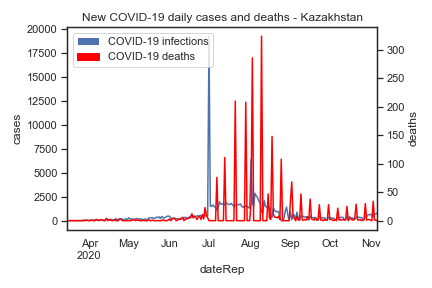 New COVID-19 daily cases and deaths - Kazakhstan
COVID-19 infections
COVID-19 deaths
20000
17500
15000
12500
10000
7500
5000
2500
0
cases
300
250
200
150
100
50
0
deaths
Apr May Jun Jul Aug Sep Oct Nov
2020
dateRep